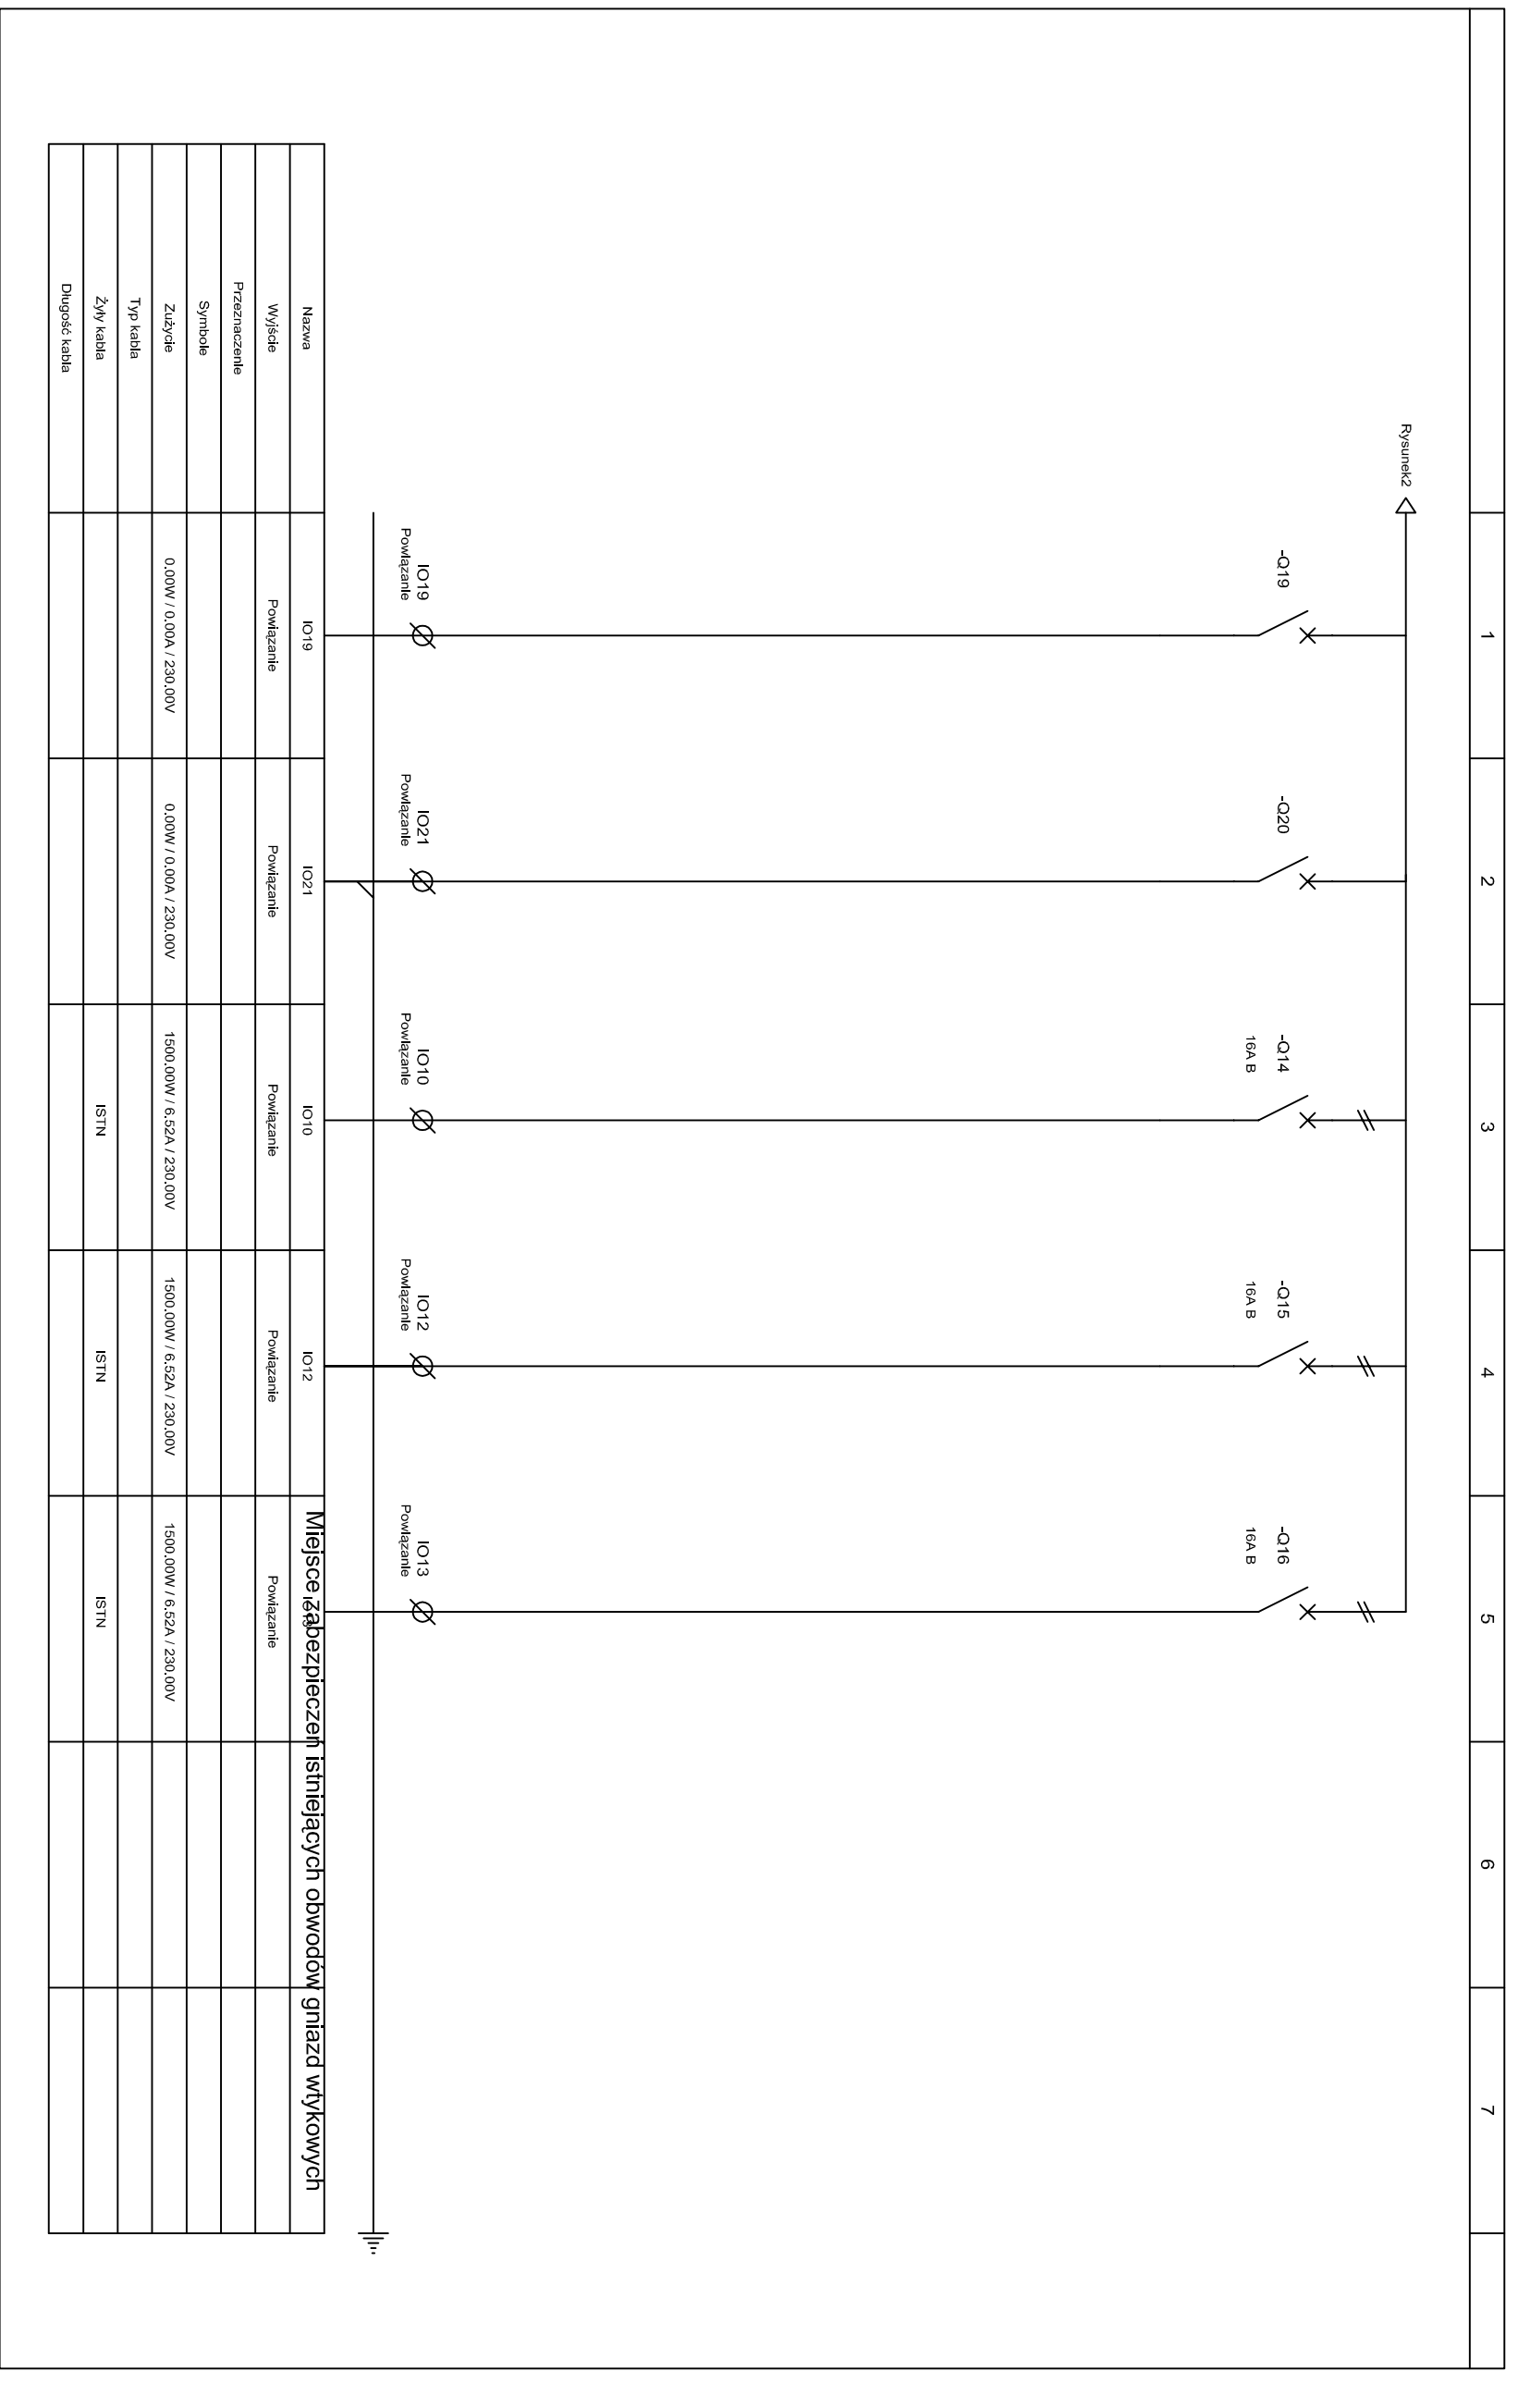 1 2 3 4 5 6 7
Rysunek2
-Q19 -Q20 -Q14 -Q15 -Q16
16A B 16A B 16A B
IO19 IO21 IO10 IO12 IO13
Powiązanie Powiązanie Powiązanie Powiązanie Powiązanie
Nazwa IO19 IO21 IO10 IO12 IO13
Miejsce zabezpieczeń istniejących obwodów gniazd wtykowych
Wyjście Powiązanie Powiązanie Powiązanie Powiązanie Powiązanie
Przeznaczenie
Symbole
Zużycie 0.00W / 0.00A / 230.00V 0.00W / 0.00A / 230.00V 1500.00W / 6.52A / 230.00V 1500.00W / 6.52A / 230.00V 1500.00W / 6.52A / 230.00V
Typ kabla
Żyły kabla ISTN ISTN ISTN
Długość kabla